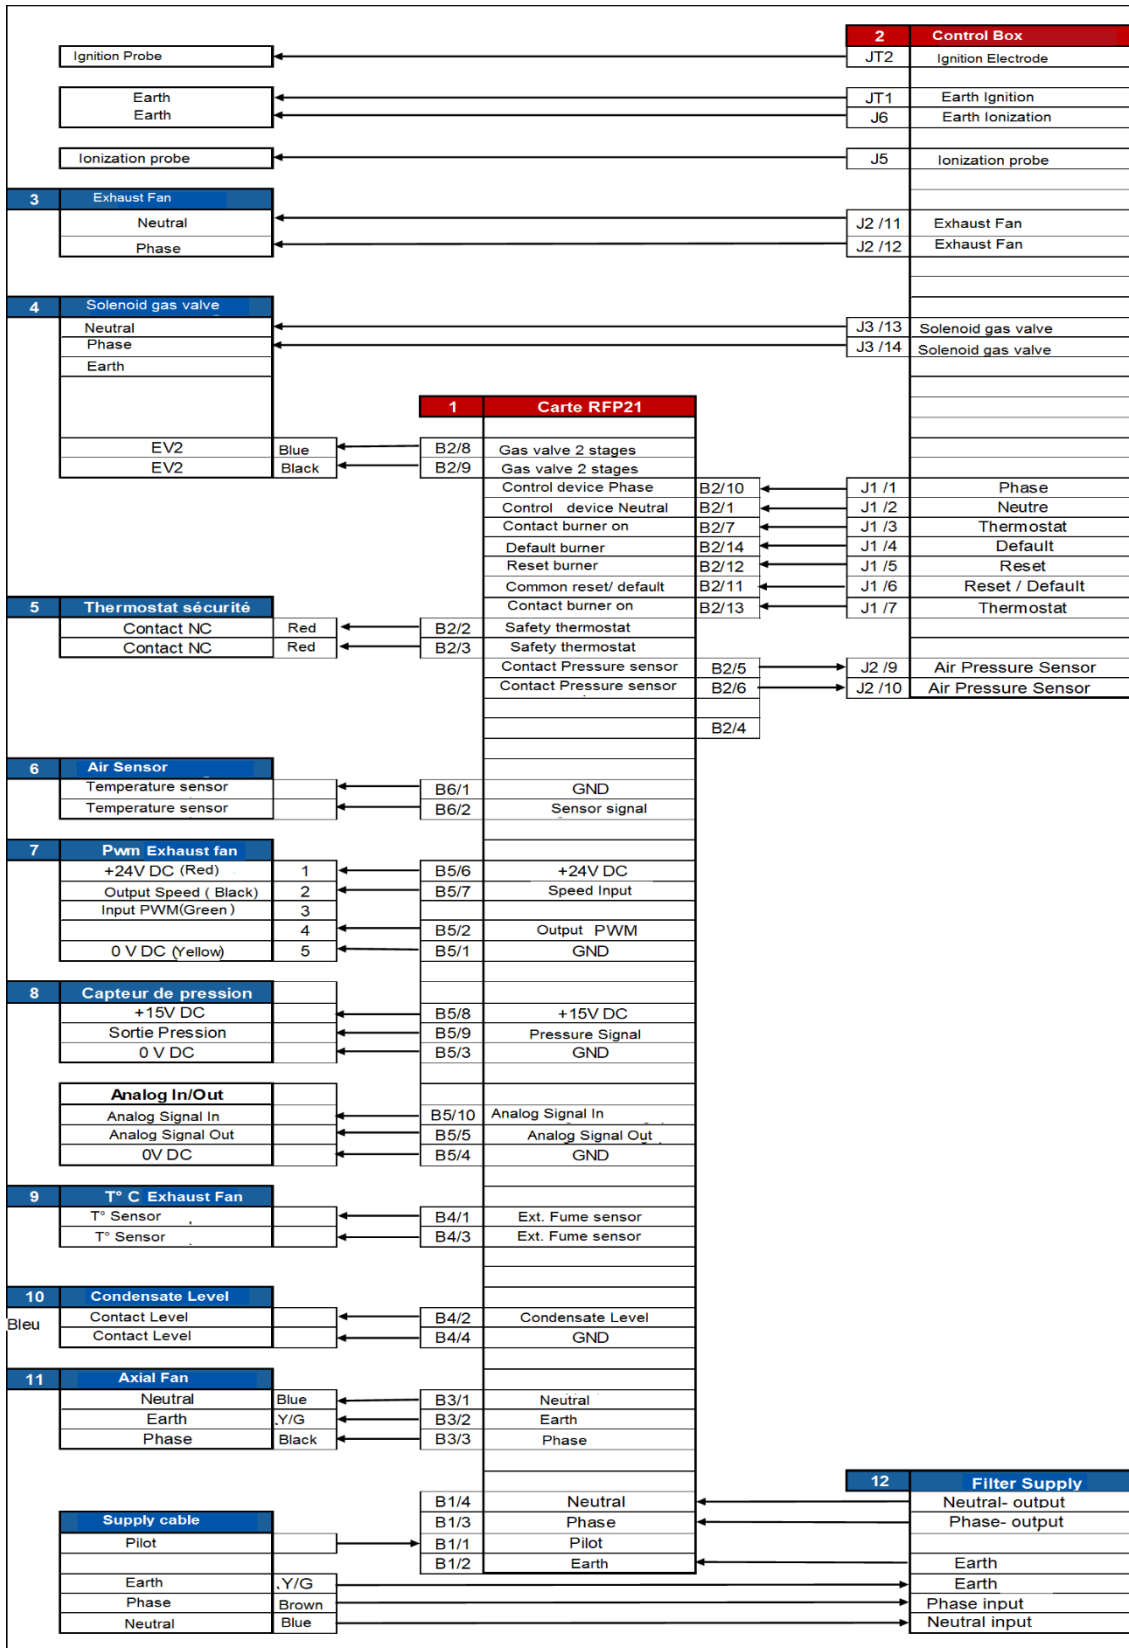 2 Control Box
Ignition Probe JT2 Ignition Electrode
Earth JT1 Earth Ignition
Earth J6 Earth Ionization
Ionization probe J5 Ionization probe
3 Exhaust Fan
Neutral J2 /11 Exhaust Fan
Phase J2 /12 Exhaust Fan
4 Solenoid gas valve
Neutral J3 /13 Solenoid gas valve
Phase J3 /14 Solenoid gas valve
Earth
1 Carte RFP21
EV2 Blue B2/8 Gas valve 2 stages
EV2 Black B2/9 Gas valve 2 stages
Control device Phase B2/10 J1 /1 Phase
Control device Neutral B2/1 J1 /2 Neutre
Contact burner on B2/7 J1 /3 Thermostat
Default burner B2/14 J1 /4 Default
Reset burner B2/12 J1 /5 Reset
Common reset/ default B2/11 J1 /6 Reset / Default
5 Thermostat sécurité Contact burner on B2/13 J1 /7 Thermostat
Contact NC Red B2/2 Safety thermostat
Contact NC Red B2/3 Safety thermostat
Contact Pressure sensor B2/5 J2 /9 Air Pressure Sensor
Contact Pressure sensor B2/6 J2 /10 Air Pressure Sensor
B2/4
6 Air Sensor
Temperature sensor B6/1 GND
Temperature sensor B6/2 Sensor signal
7 Pwm Exhaust fan
+24V DC (Red) 1 B5/6 +24V DC
Output Speed ( Black) 2 B5/7 Speed Input
Input PWM(Green ) 3
4 B5/2 Output PWM
0 V DC (Yellow) 5 B5/1 GND
8 Capteur de pression
+15V DC B5/8 +15V DC
Sortie Pression B5/9 Pressure Signal
0 V DC B5/3 GND
Analog In/Out
Analog Signal In B5/10 Analog Signal In
Analog Signal Out B5/5 Analog Signal Out
0V DC B5/4 GND
9 T° C Exhaust Fan
T° Sensor B4/1 Ext. Fume sensor
T° Sensor B4/3 Ext. Fume sensor
10 Condensate Level
Bleu Contact Level B4/2 Condensate Level
Contact Level B4/4 GND
11 Axial Fan
Neutral Blue B3/1 Neutral
Earth .Y/G B3/2 Earth
Phase Black B3/3 Phase
12 Filter Supply
B1/4 Neutral Neutral- output
Supply cable B1/3 Phase Phase- output
Pilot B1/1 Pilot
B1/2 Earth Earth
Earth .Y/G Earth
Phase Brown Phase input
Neutral Blue Neutral input